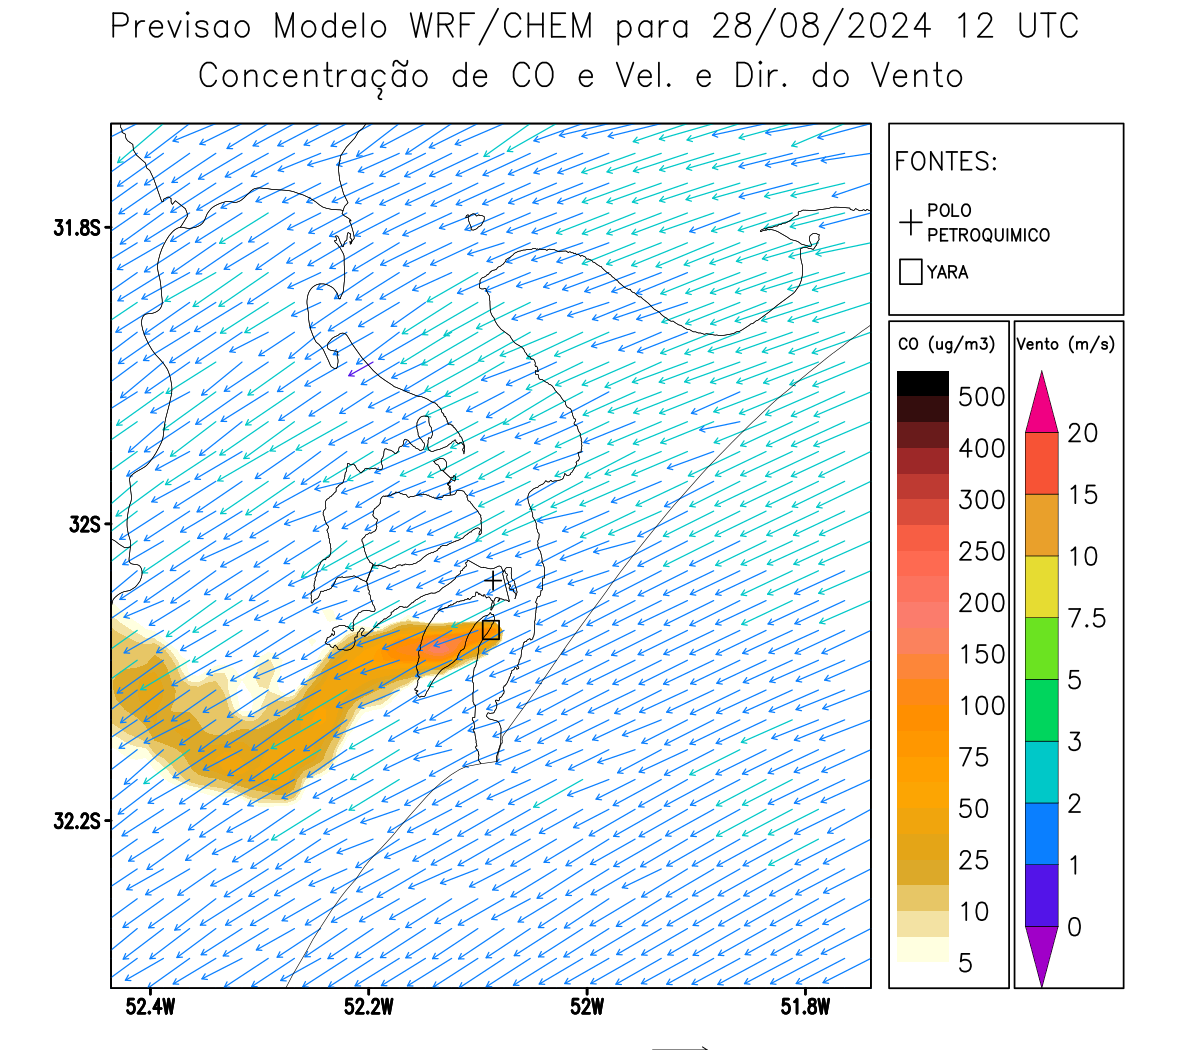 Previsao Modelo WRF/CHEM para 28/08/2024 12 UTC
Concentração de CO e Vel. e Dir. do Vento
FONTES:
POLO
PETROQUIMICO
YARA
CO (ug/m3)
500
400
300
250
200
150
100
75
50
25
10
5
Vento (m/s)
20
15
10
7.5
5
3
2
1
0
31.8S
32S
32.2S
52.4W
52.2W
52W
51.8W